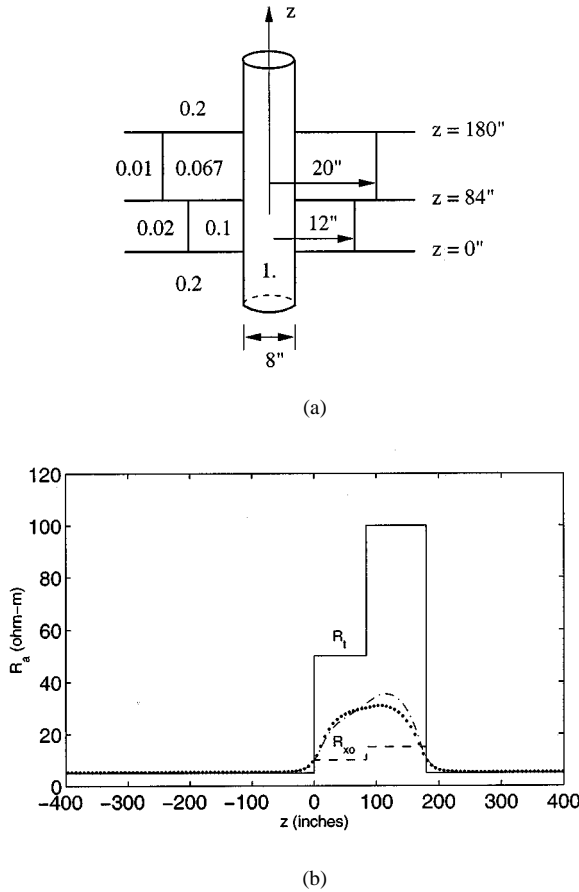 z
0.2
z = 180"
0.01 0.067 20"
z = 84"
0.02 0.1 12"
z = 0"
0.2 1.
8"
(a)
120
100
80
60
40
20
0
R_a (ohm-m)
R_t
R_xo
-400 -300 -200 -100 0 100 200 300 400
z (inches)
(b)